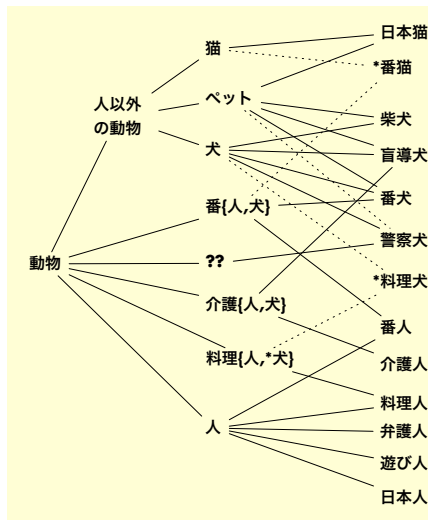 猫
日本猫
*番猫
ペット
人以外
の動物
柴犬
犬
盲導犬
番犬
番{人,犬}
警察犬
動物
??
*料理犬
介護{人,犬}
番人
料理{人,*犬}
介護人
料理人
人
弁護人
遊び人
日本人